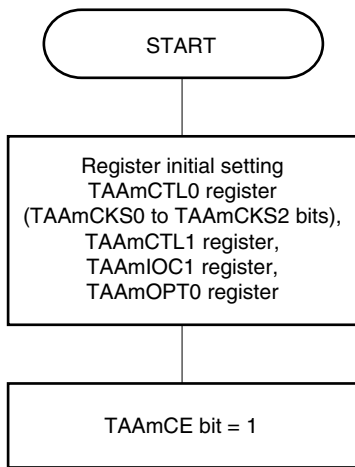 START
Register initial setting
TAAmCTL0 register
(TAAmCKS0 to TAAmCKS2 bits),
TAAmCTL1 register,
TAAmIOC1 register,
TAAmOPT0 register
TAAmCE bit = 1